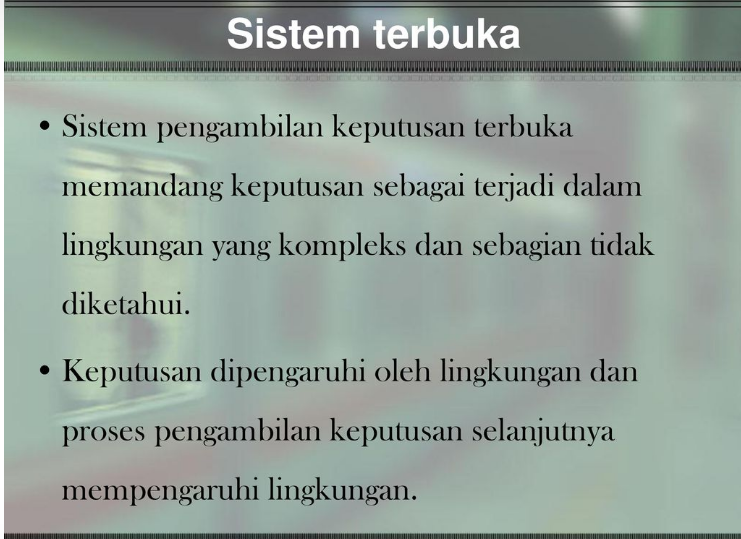 Sistem terbuka
• Sistem pengambilan keputusan terbuka
memandang keputusan sebagai terjadi dalam
lingkungan yang kompleks dan sebagian tidak
diketahui.
• Keputusan dipengaruhi oleh lingkungan dan
proses pengambilan keputusan selanjutnya
mempengaruhi lingkungan.